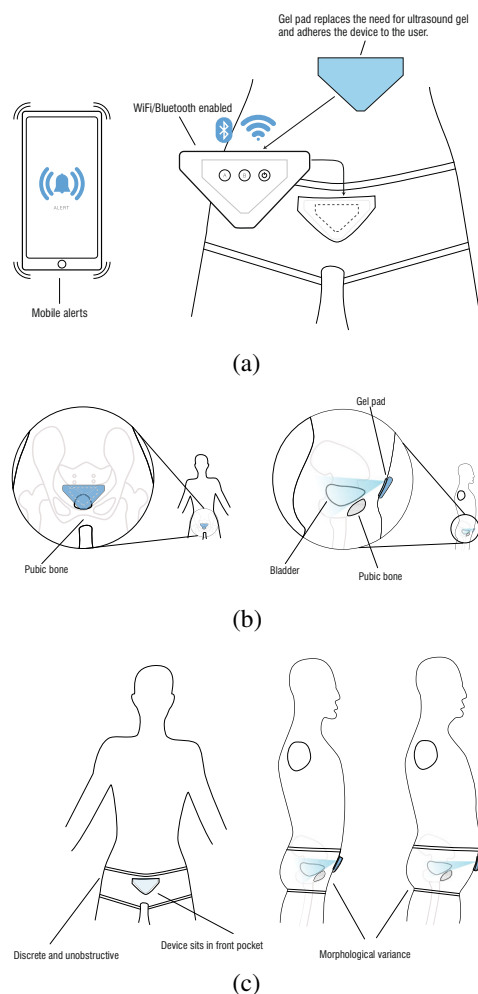 Gel pad replaces the need for ultrasound gel
and adheres the device to the user.
WiFi/Bluetooth enabled
A B
ALERT
Mobile alerts
(a)
Gel pad
Pubic bone
Bladder
Pubic bone
(b)
Discrete and unobstructive
Device sits in front pocket
Morphological variance
(c)